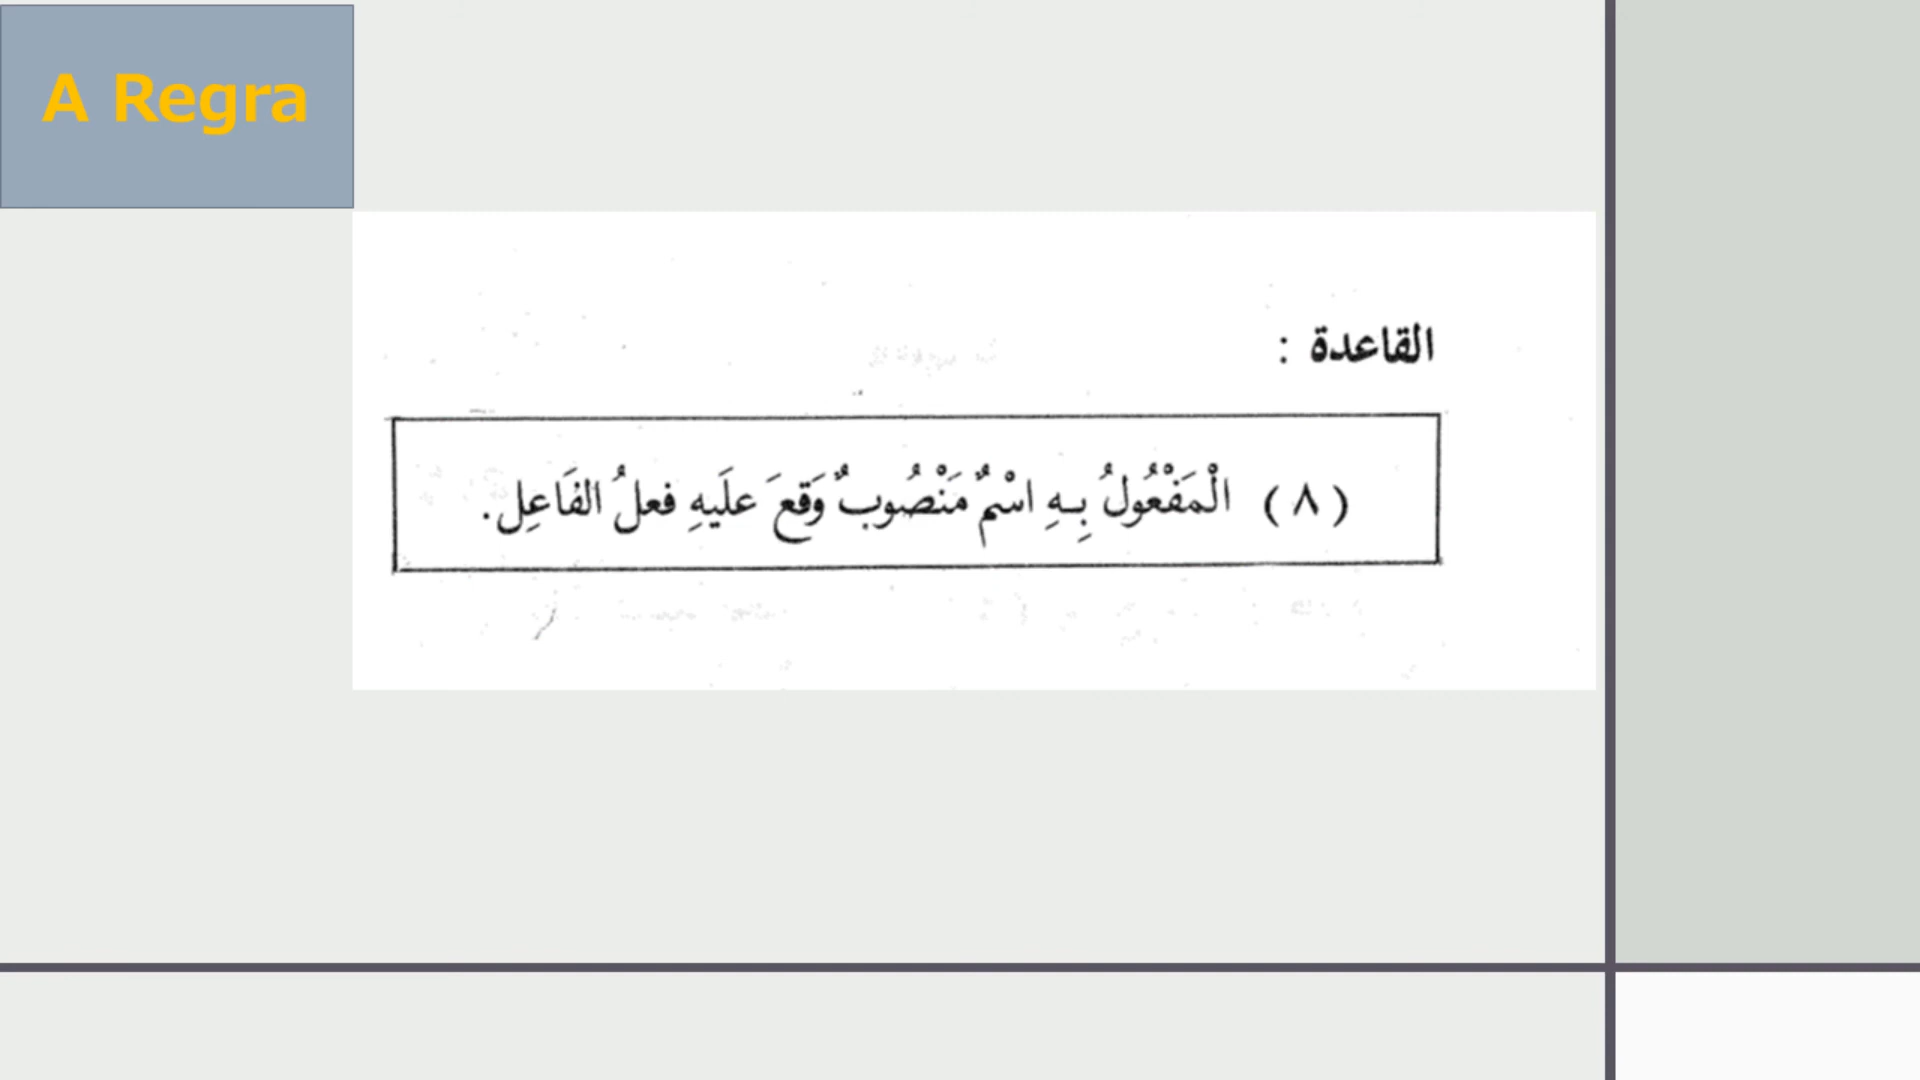 A Regra
القاعدة :
( ٨ ) الْمَفْعُولُ بِـهِ اسْمٌ مَنْصُوبٌ وَقعَ علَيهِ فعلُ الفَاعِل.